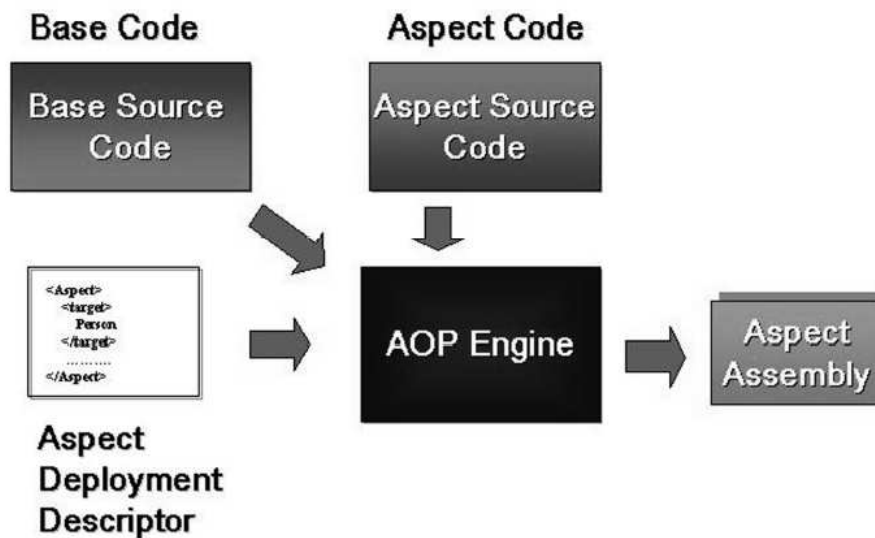 Base Code
Aspect Code
Base Source
Code
Aspect Source
Code
<Aspect>
<target>
Person
</target>
..........
</Aspect>
AOP Engine
Aspect
Assembly
Aspect
Deployment
Descriptor